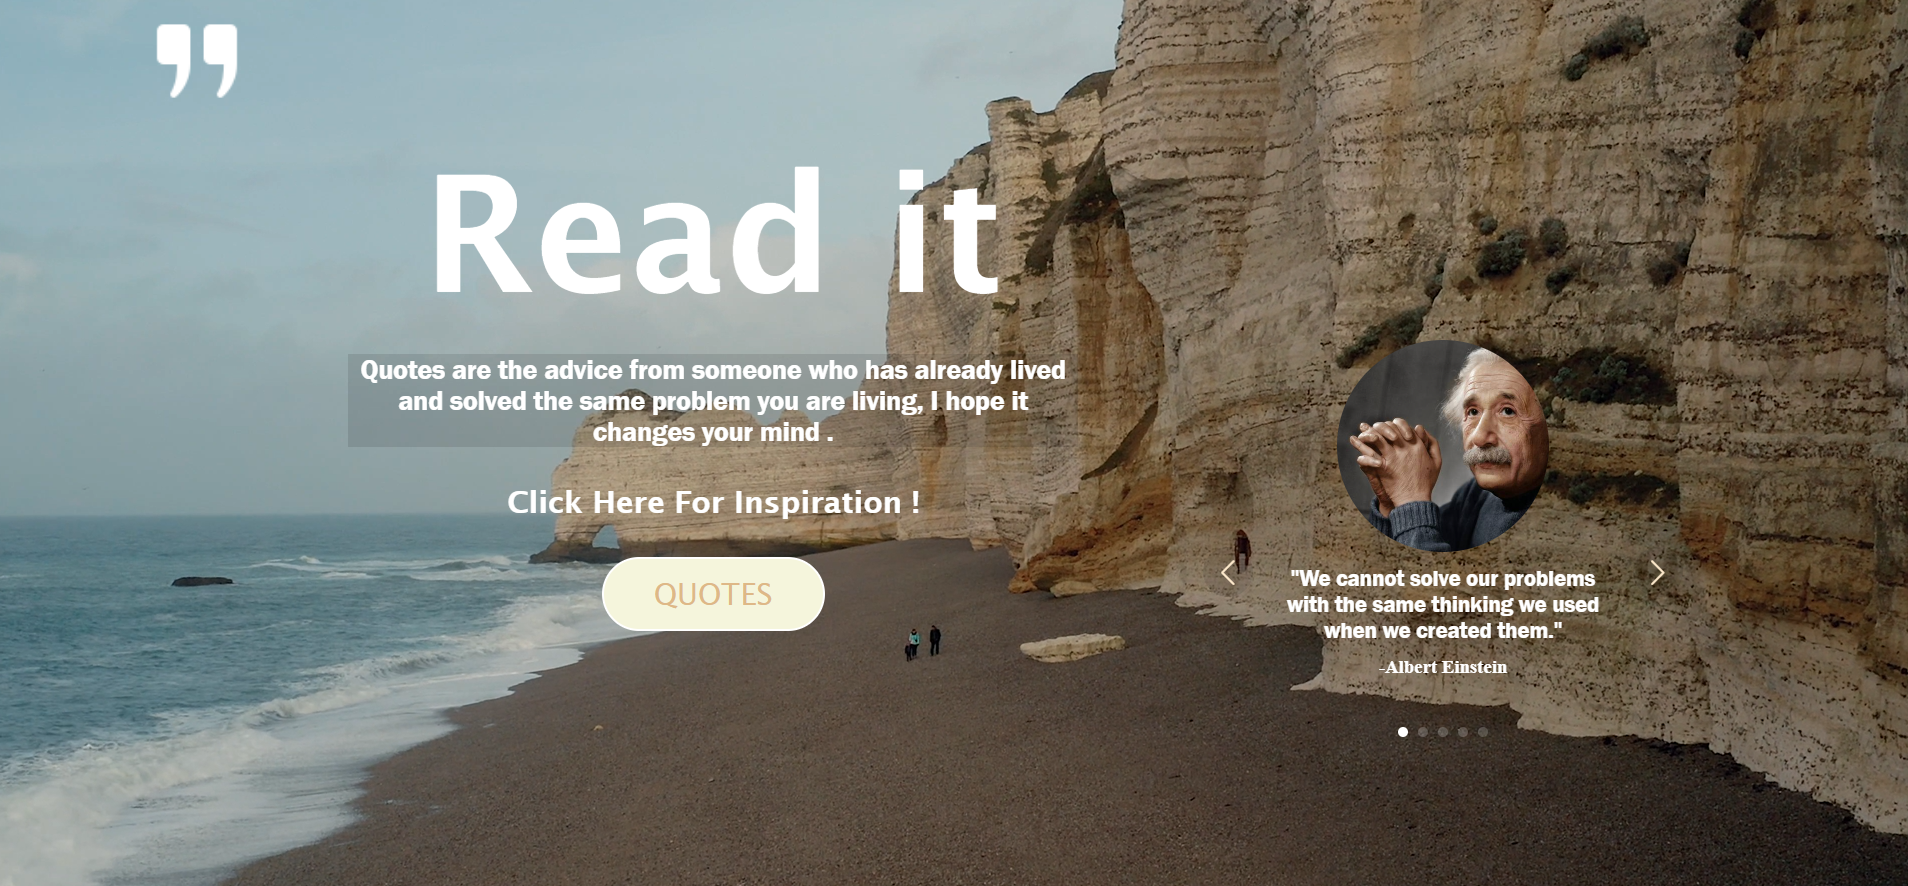 Read it
Quotes are the advice from someone who has already lived
and solved the same problem you are living, I hope it
changes your mind .
Click Here For Inspiration !
QUOTES
"We cannot solve our problems
with the same thinking we used
when we created them."
-Albert Einstein